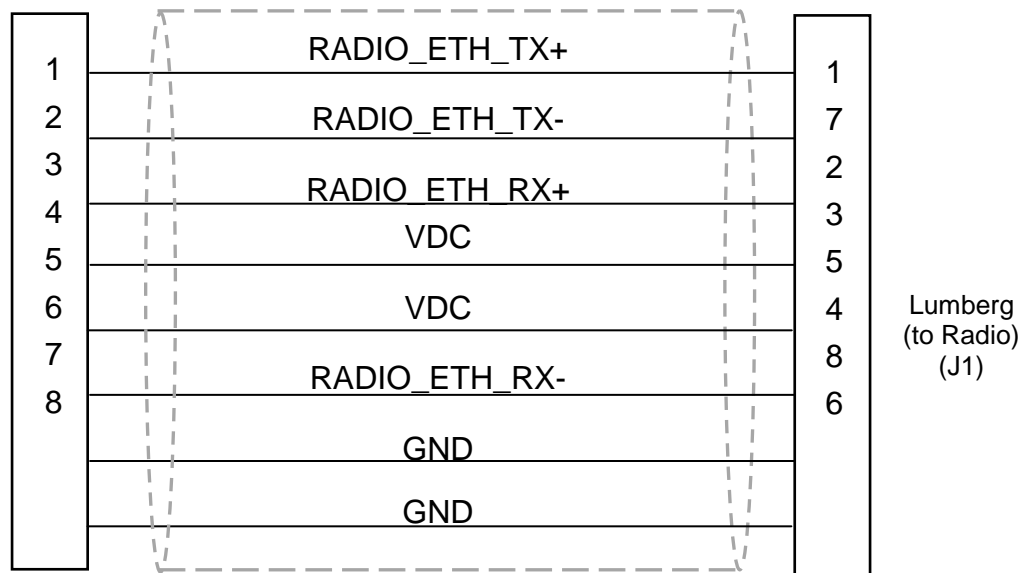 RADIO_ETH_TX+
1
1
2
RADIO_ETH_TX-
7
3
2
RADIO_ETH_RX+
4
3
VDC
5
5
6
VDC
4
7
8
RADIO_ETH_RX-
8
6
GND
GND
Lumberg
(to Radio)
(J1)